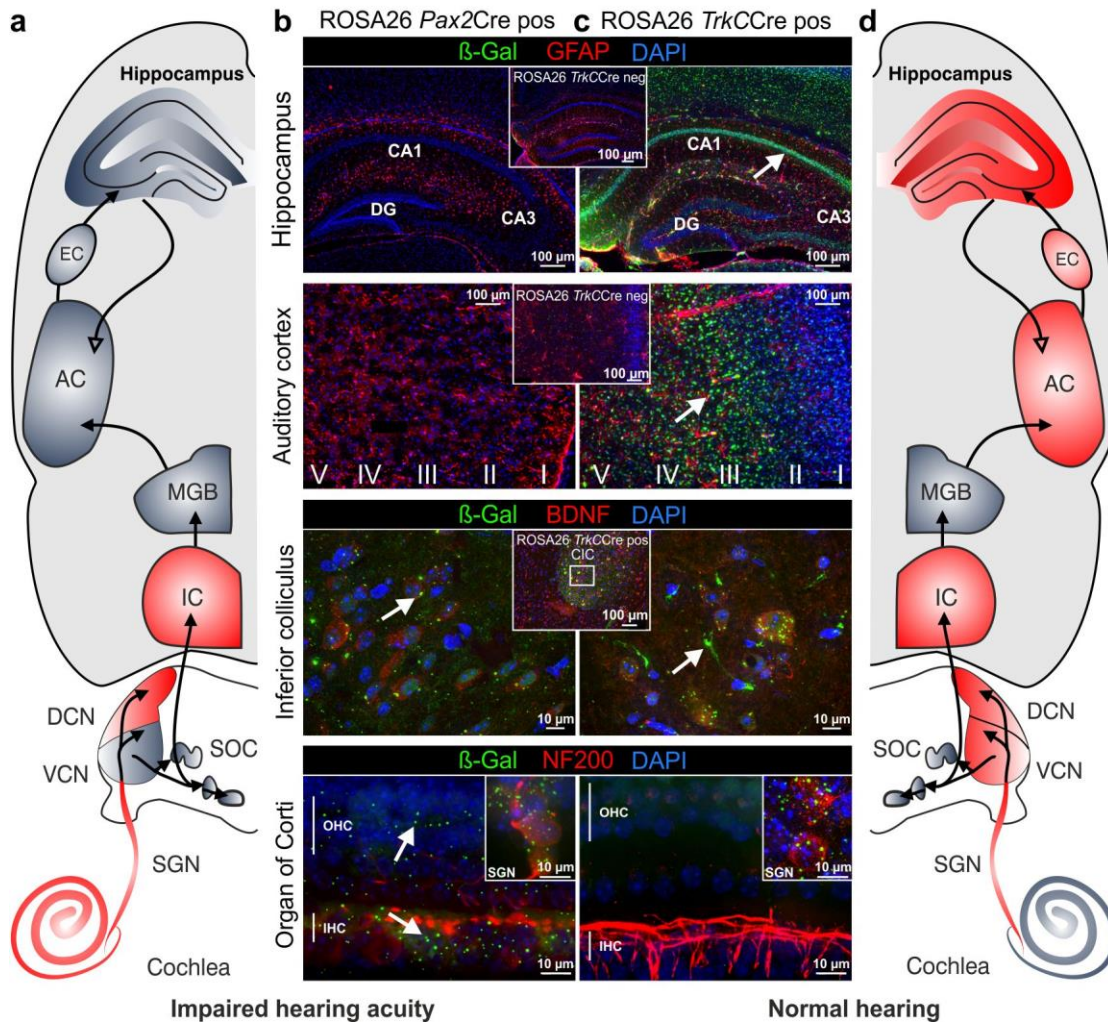 a
b
ROSA26 Pax2Cre pos
c
ROSA26 TrkCCre pos
d
ß-Gal GFAP DAPI
Hippocampus
EC
AC
MGB
IC
DCN
VCN
SOC
SGN
Cochlea
Impaired hearing acuity
Hippocampus
ROSA26 TrkCCre neg
100 µm
CA1
DG
CA3
100 µm
CA1
DG
CA3
100 µm
Auditory cortex
100 µm
ROSA26 TrkCCre neg
100 µm
100 µm
V IV III II I
V IV III II I
ß-Gal BDNF DAPI
Inferior colliculus
ROSA26 TrkCCre pos
CIC
100 µm
10 µm
10 µm
ß-Gal NF200 DAPI
Organ of Corti
OHC
IHC
SGN
10 µm
10 µm
OHC
IHC
SGN
10 µm
10 µm
Hippocampus
EC
AC
MGB
IC
DCN
SOC
VCN
SGN
Cochlea
Normal hearing